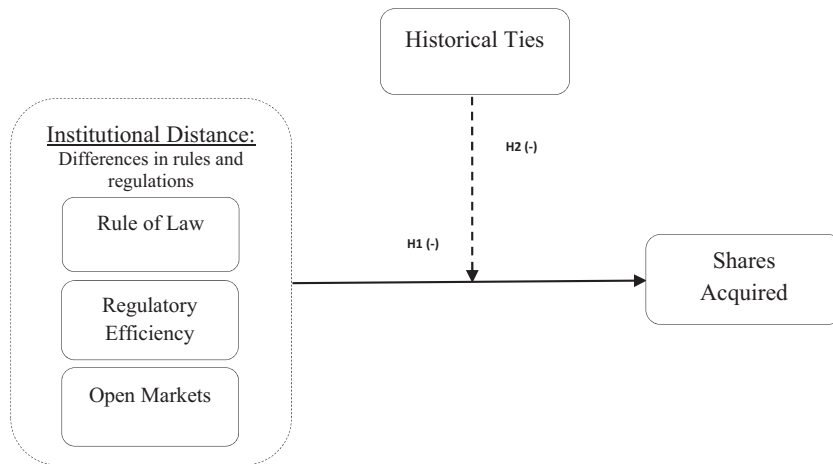 Historical Ties
Institutional Distance:
Differences in rules and
regulations
H2 (-)
Rule of Law
H1 (-)
Shares
Acquired
Regulatory
Efficiency
Open Markets